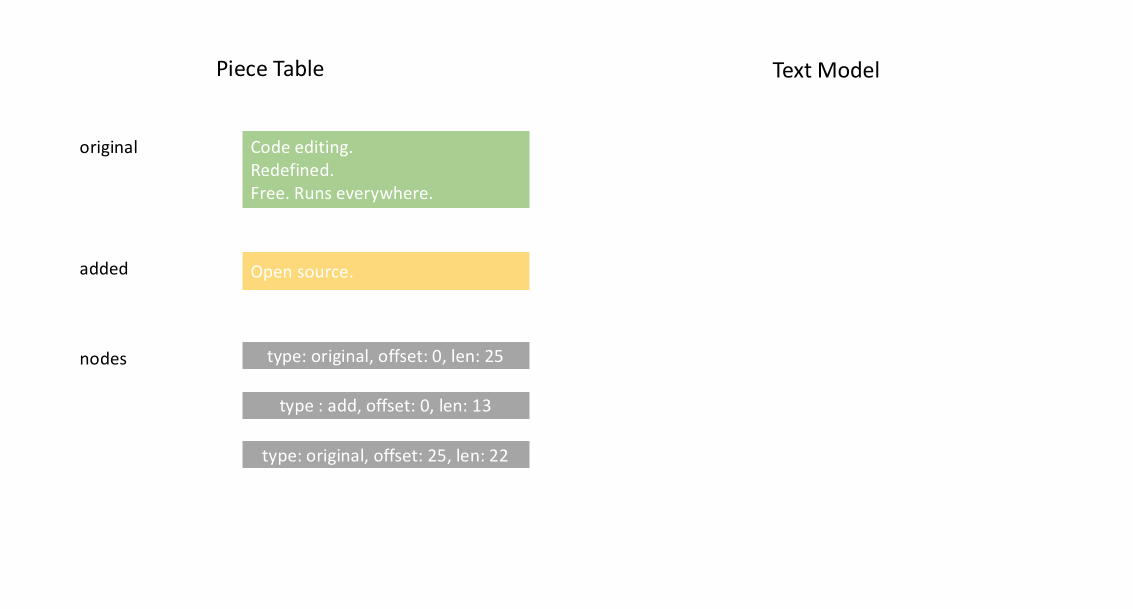 Piece Table
Text Model
original
Code editing.
Redefined.
Free. Runs everywhere.
added
Open source.
nodes
type: original, offset: 0, len: 25
type : add, offset: 0, len: 13
type: original, offset: 25, len: 22